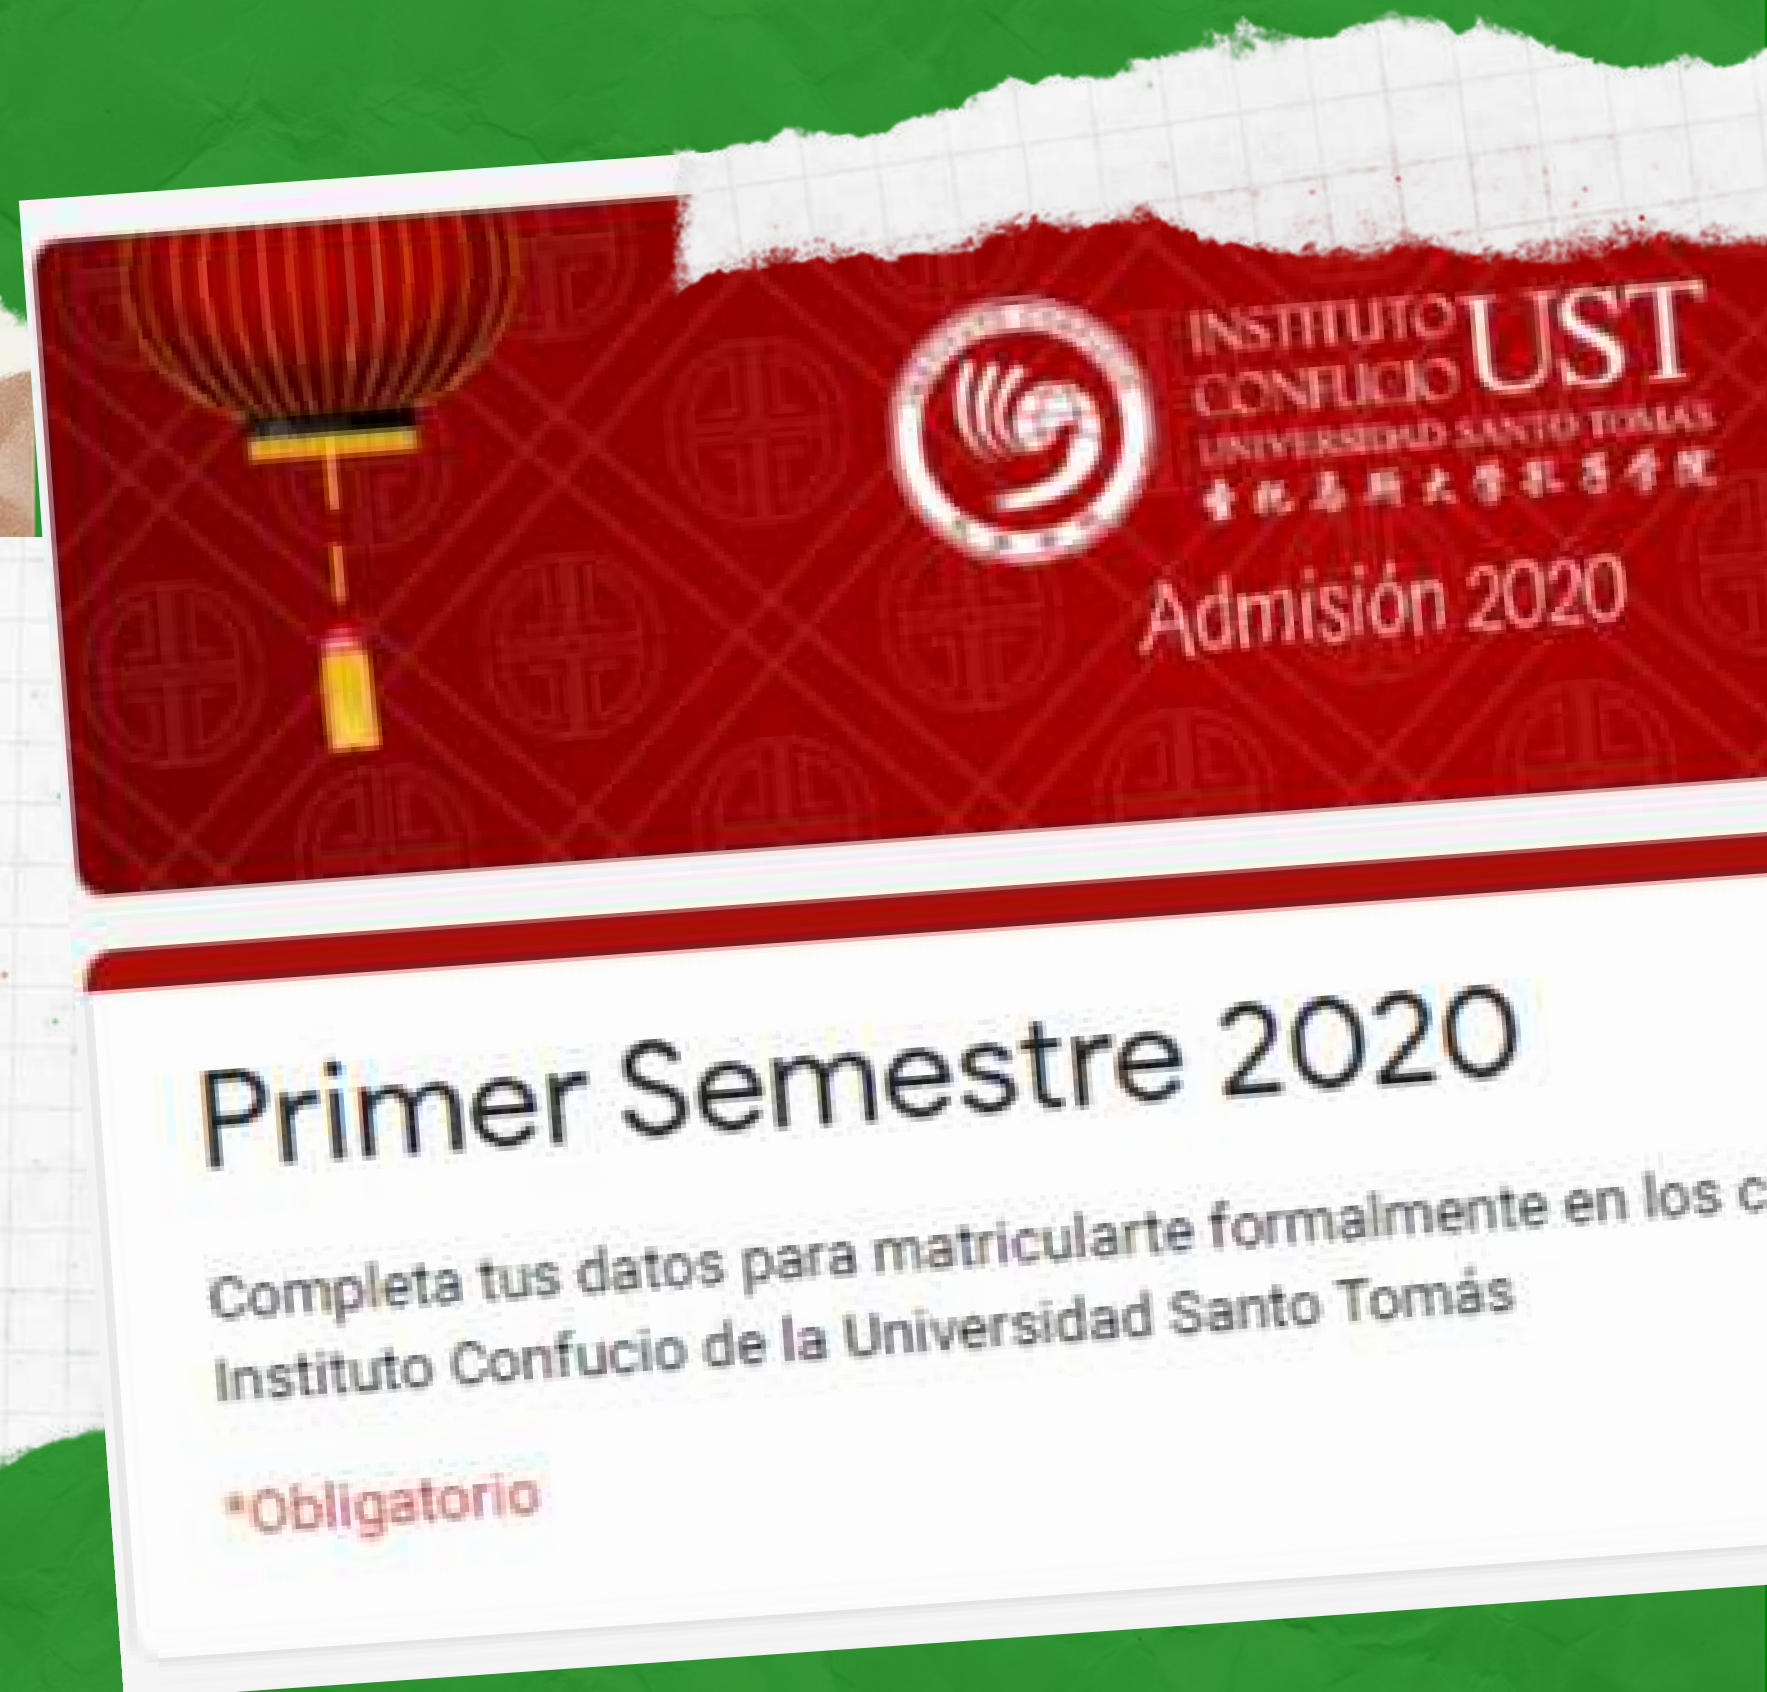 INSTITUTO
CONFUCIO UST
UNIVERSIDAD SANTO TOMÁS
Admisión 2020
Primer Semestre 2020
Completa tus datos para matricularte formalmente en los c
Instituto Confucio de la Universidad Santo Tomás
*Obligatorio